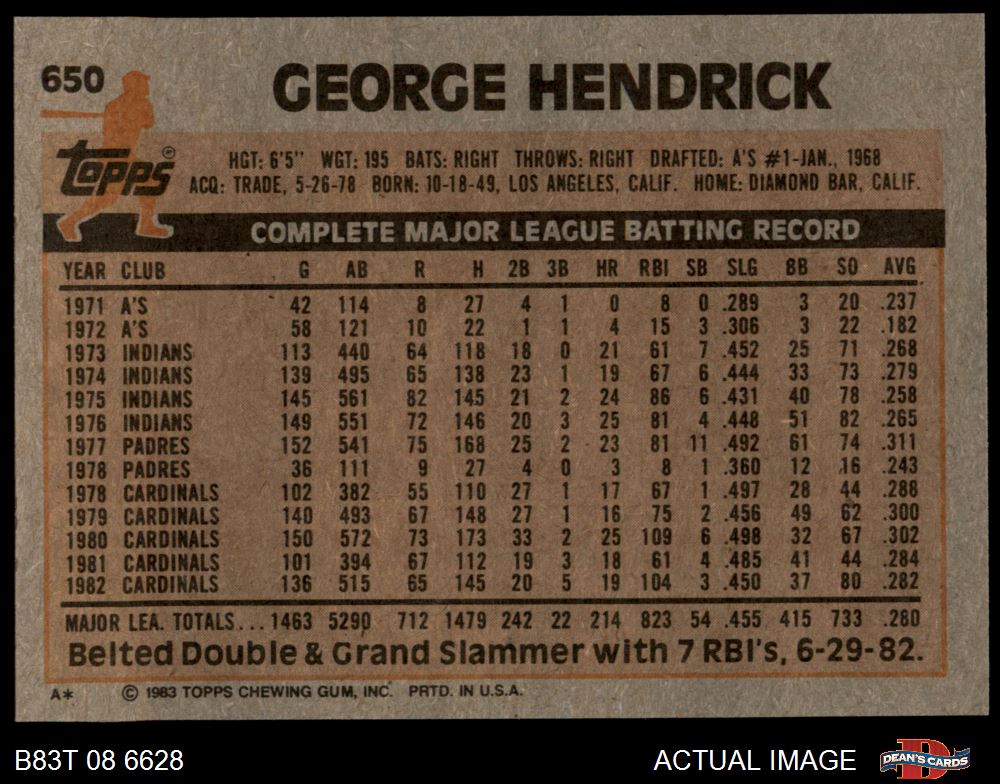 650 GEORGE HENDRICK
Topps®
HGT: 6'5" WGT: 195 BATS: RIGHT THROWS: RIGHT DRAFTED: A'S #1-JAN., 1968
ACQ: TRADE, 5-26-78 BORN: 10-18-49, LOS ANGELES, CALIF. HOME: DIAMOND BAR, CALIF.
COMPLETE MAJOR LEAGUE BATTING RECORD
YEAR CLUB G AB R H 2B 3B HR RBI SB SLG BB SO AVG
1971 A'S 42 114 8 27 4 1 0 8 0 .289 3 20 .237
1972 A'S 58 121 10 22 1 1 4 15 3 .306 3 22 .182
1973 INDIANS 113 440 64 118 18 0 21 61 7 .452 25 71 .268
1974 INDIANS 139 495 65 138 23 1 19 67 6 .444 33 73 .279
1975 INDIANS 145 561 82 145 21 2 24 86 6 .431 40 78 .258
1976 INDIANS 149 551 72 146 20 3 25 81 4 .448 51 82 .265
1977 PADRES 152 541 75 168 25 2 23 81 11 .492 61 74 .311
1978 PADRES 36 111 9 27 4 0 3 8 1 .360 12 16 .243
1978 CARDINALS 102 382 55 110 27 1 17 67 1 .497 28 44 .288
1979 CARDINALS 140 493 67 148 27 1 16 75 2 .456 49 62 .300
1980 CARDINALS 150 572 73 173 33 2 25 109 6 .498 32 67 .302
1981 CARDINALS 101 394 67 112 19 3 18 61 4 .485 41 44 .284
1982 CARDINALS 136 515 65 145 20 5 19 104 3 .450 37 80 .282
MAJOR LEA. TOTALS... 1463 5290 712 1479 242 22 214 823 54 .455 415 733 .280
Belted Double & Grand Slammer with 7 RBI's, 6-29-82.
A* © 1983 TOPPS CHEWING GUM, INC. PRTD. IN U.S.A.
B83T 08 6628 ACTUAL IMAGE
D
DEAN'S CARDS